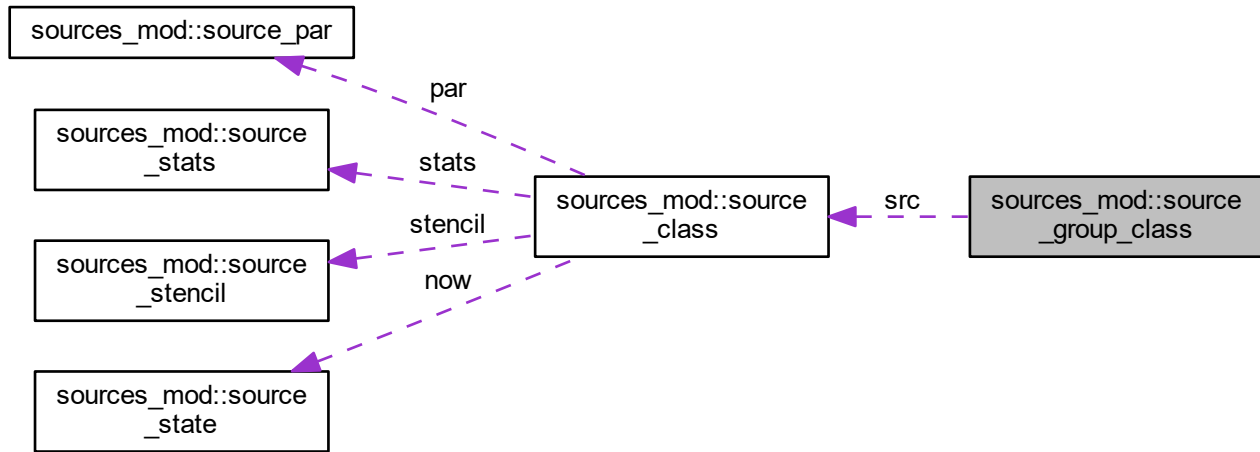 sources_mod::source_par
par
sources_mod::source
_stats
stats
sources_mod::source
_class
src
sources_mod::source
_group_class
stencil
sources_mod::source
_stencil
now
sources_mod::source
_state